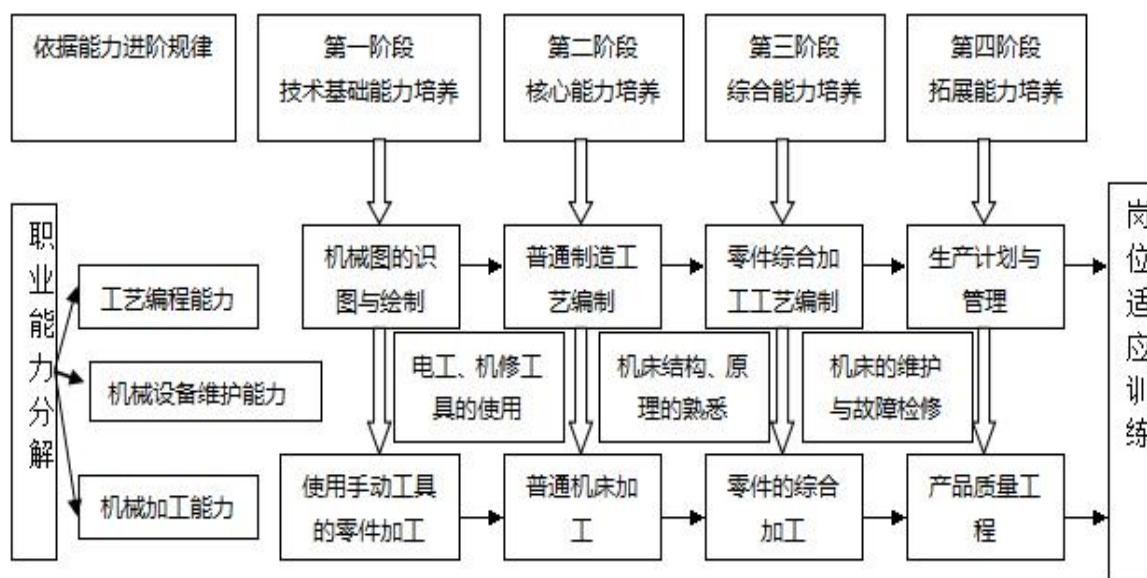 依据能力进阶规律
第一阶段
技术基础能力培养
第二阶段
核心能力培养
第三阶段
综合能力培养
第四阶段
拓展能力培养
职业能力分解
工艺编程能力
机械设备维护能力
机械加工能力
机械图的识
图与绘制
普通制造工
艺编制
零件综合加
工工艺编制
生产计划与
管理
电工、机修工
具的使用
机床结构、原
理的熟悉
机床的维护
与故障检修
使用手动工具
的零件加工
普通机床加
工
零件的综合
加工
产品质量工
程
岗位适应训练